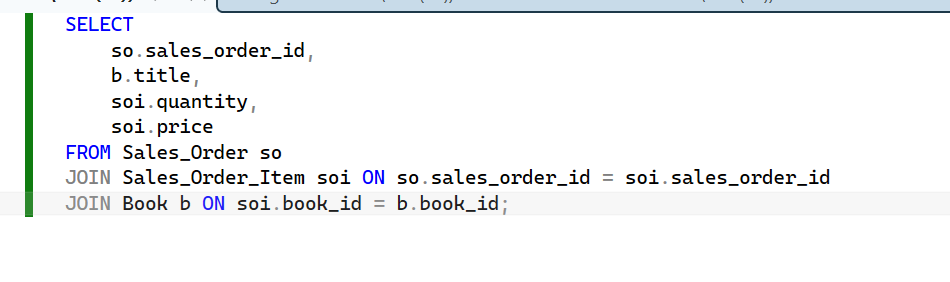 SELECT
so.sales_order_id,
b.title,
soi.quantity,
soi.price
FROM Sales_Order so
JOIN Sales_Order_Item soi ON so.sales_order_id = soi.sales_order_id
JOIN Book b ON soi.book_id = b.book_id;